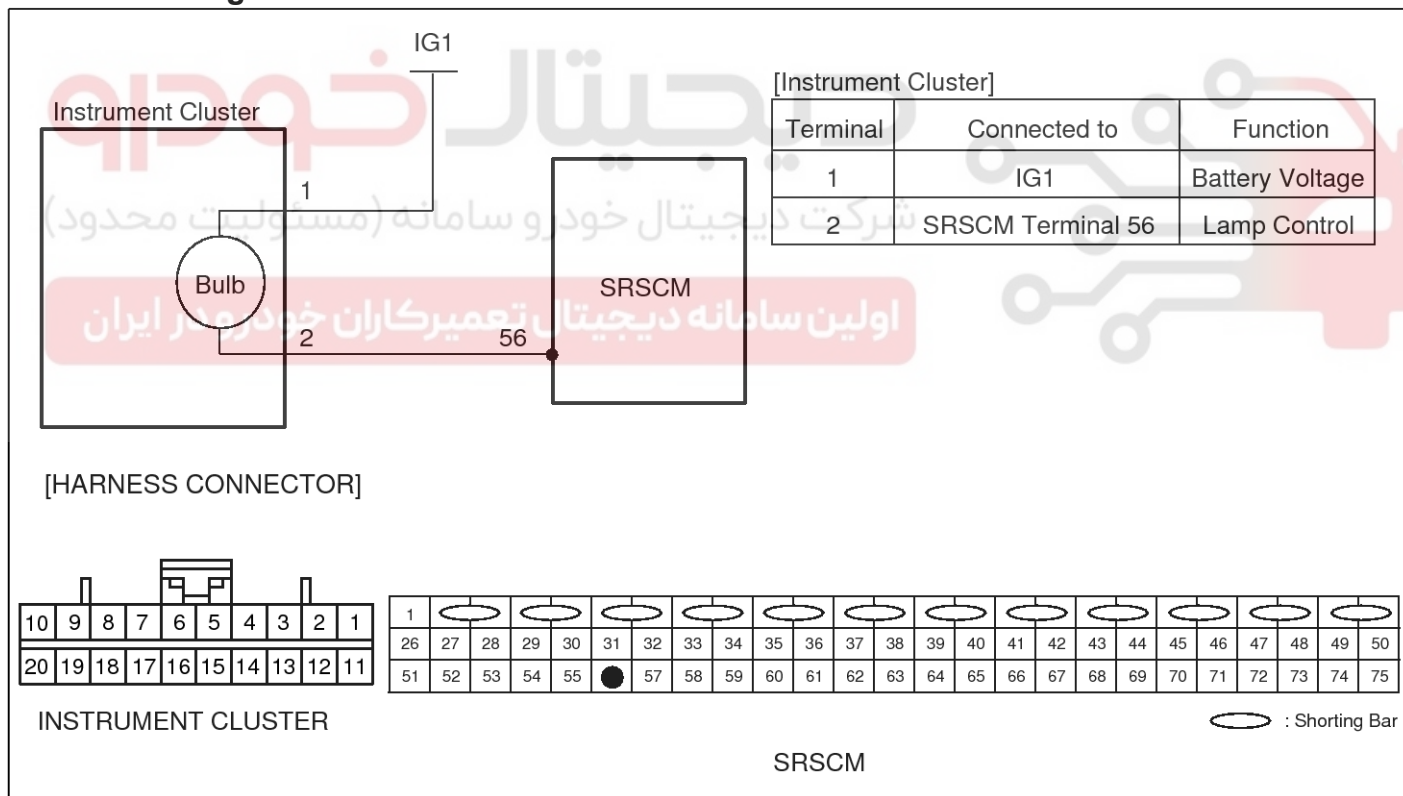 IG1
Instrument Cluster
1
Bulb
2
56
SRSCM
[Instrument Cluster]
Terminal Connected to Function
1 IG1 Battery Voltage
2 SRSCM Terminal 56 Lamp Control
دیجیتال خودرو
شرکت دیجیتال خودرو سامانه (مسئولیت محدود)
اولین سامانه دیجیتال تعمیرکاران خودرو در ایران
[HARNESS CONNECTOR]
10 9 8 7 6 5 4 3 2 1
20 19 18 17 16 15 14 13 12 11
INSTRUMENT CLUSTER
1
26 27 28 29 30 31 32 33 34 35 36 37 38 39 40 41 42 43 44 45 46 47 48 49 50
51 52 53 54 55 57 58 59 60 61 62 63 64 65 66 67 68 69 70 71 72 73 74 75
: Shorting Bar
SRSCM